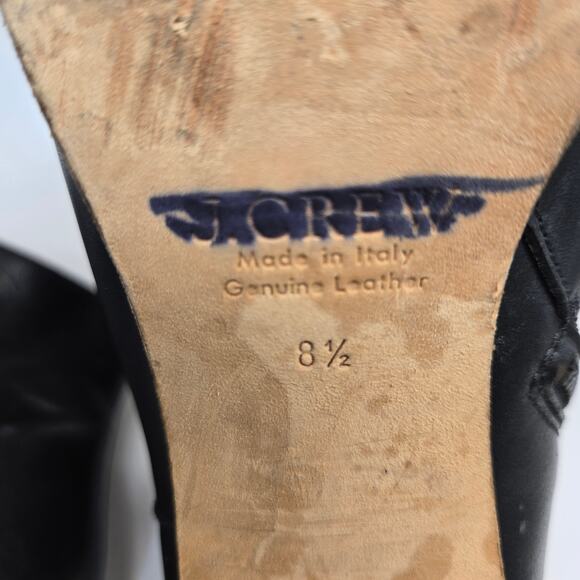 J.CREW
Made in Italy
Genuine Leather
8 ½